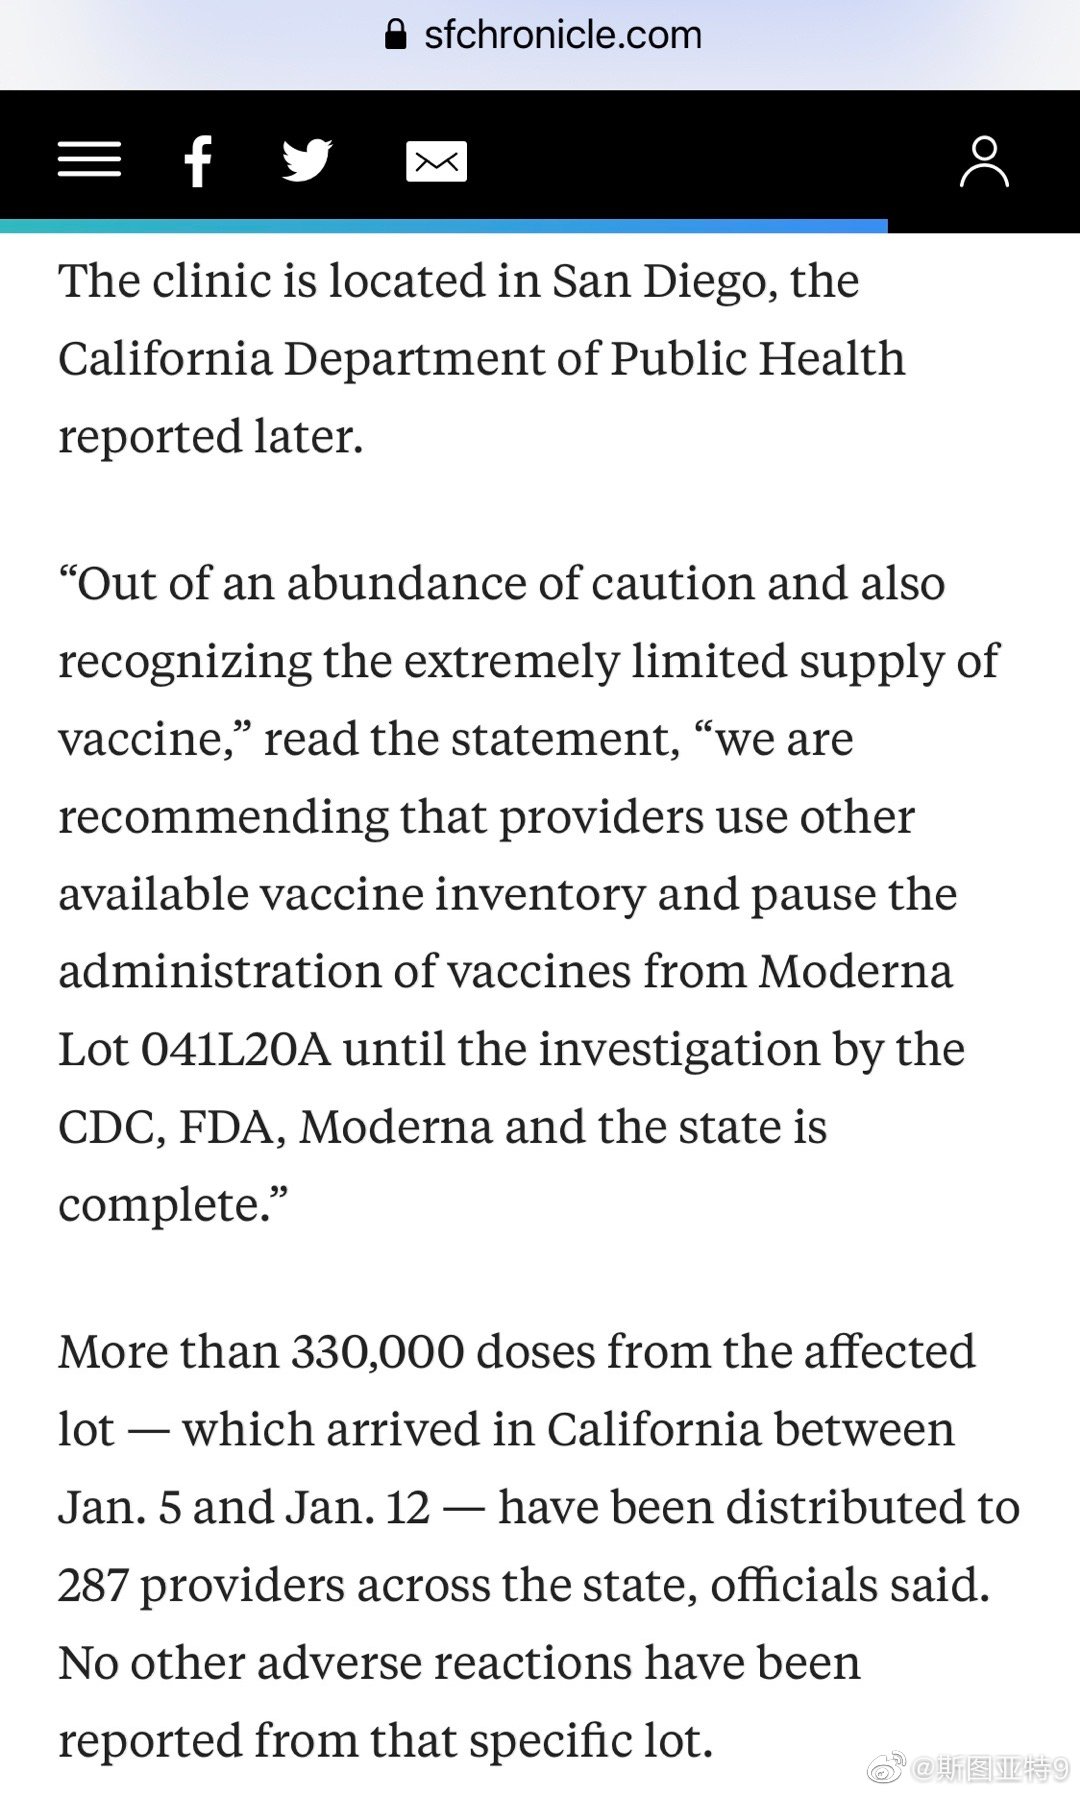 sfchronicle.com
The clinic is located in San Diego, the
California Department of Public Health
reported later.
“Out of an abundance of caution and also
recognizing the extremely limited supply of
vaccine,” read the statement, “we are
recommending that providers use other
available vaccine inventory and pause the
administration of vaccines from Moderna
Lot 041L20A until the investigation by the
CDC, FDA, Moderna and the state is
complete.”
More than 330,000 doses from the affected
lot — which arrived in California between
Jan. 5 and Jan. 12 — have been distributed to
287 providers across the state, officials said.
No other adverse reactions have been
reported from that specific lot.
@斯图亚特9